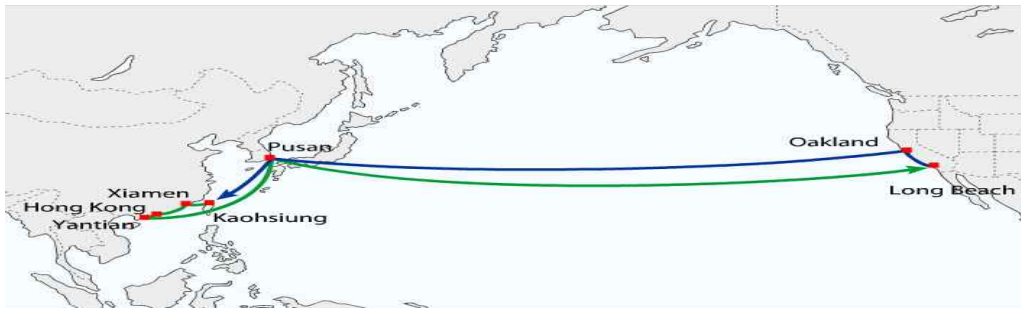 Pusan
Oakland
Xiamen
Long Beach
Hong Kong
Kaohsiung
Yantian